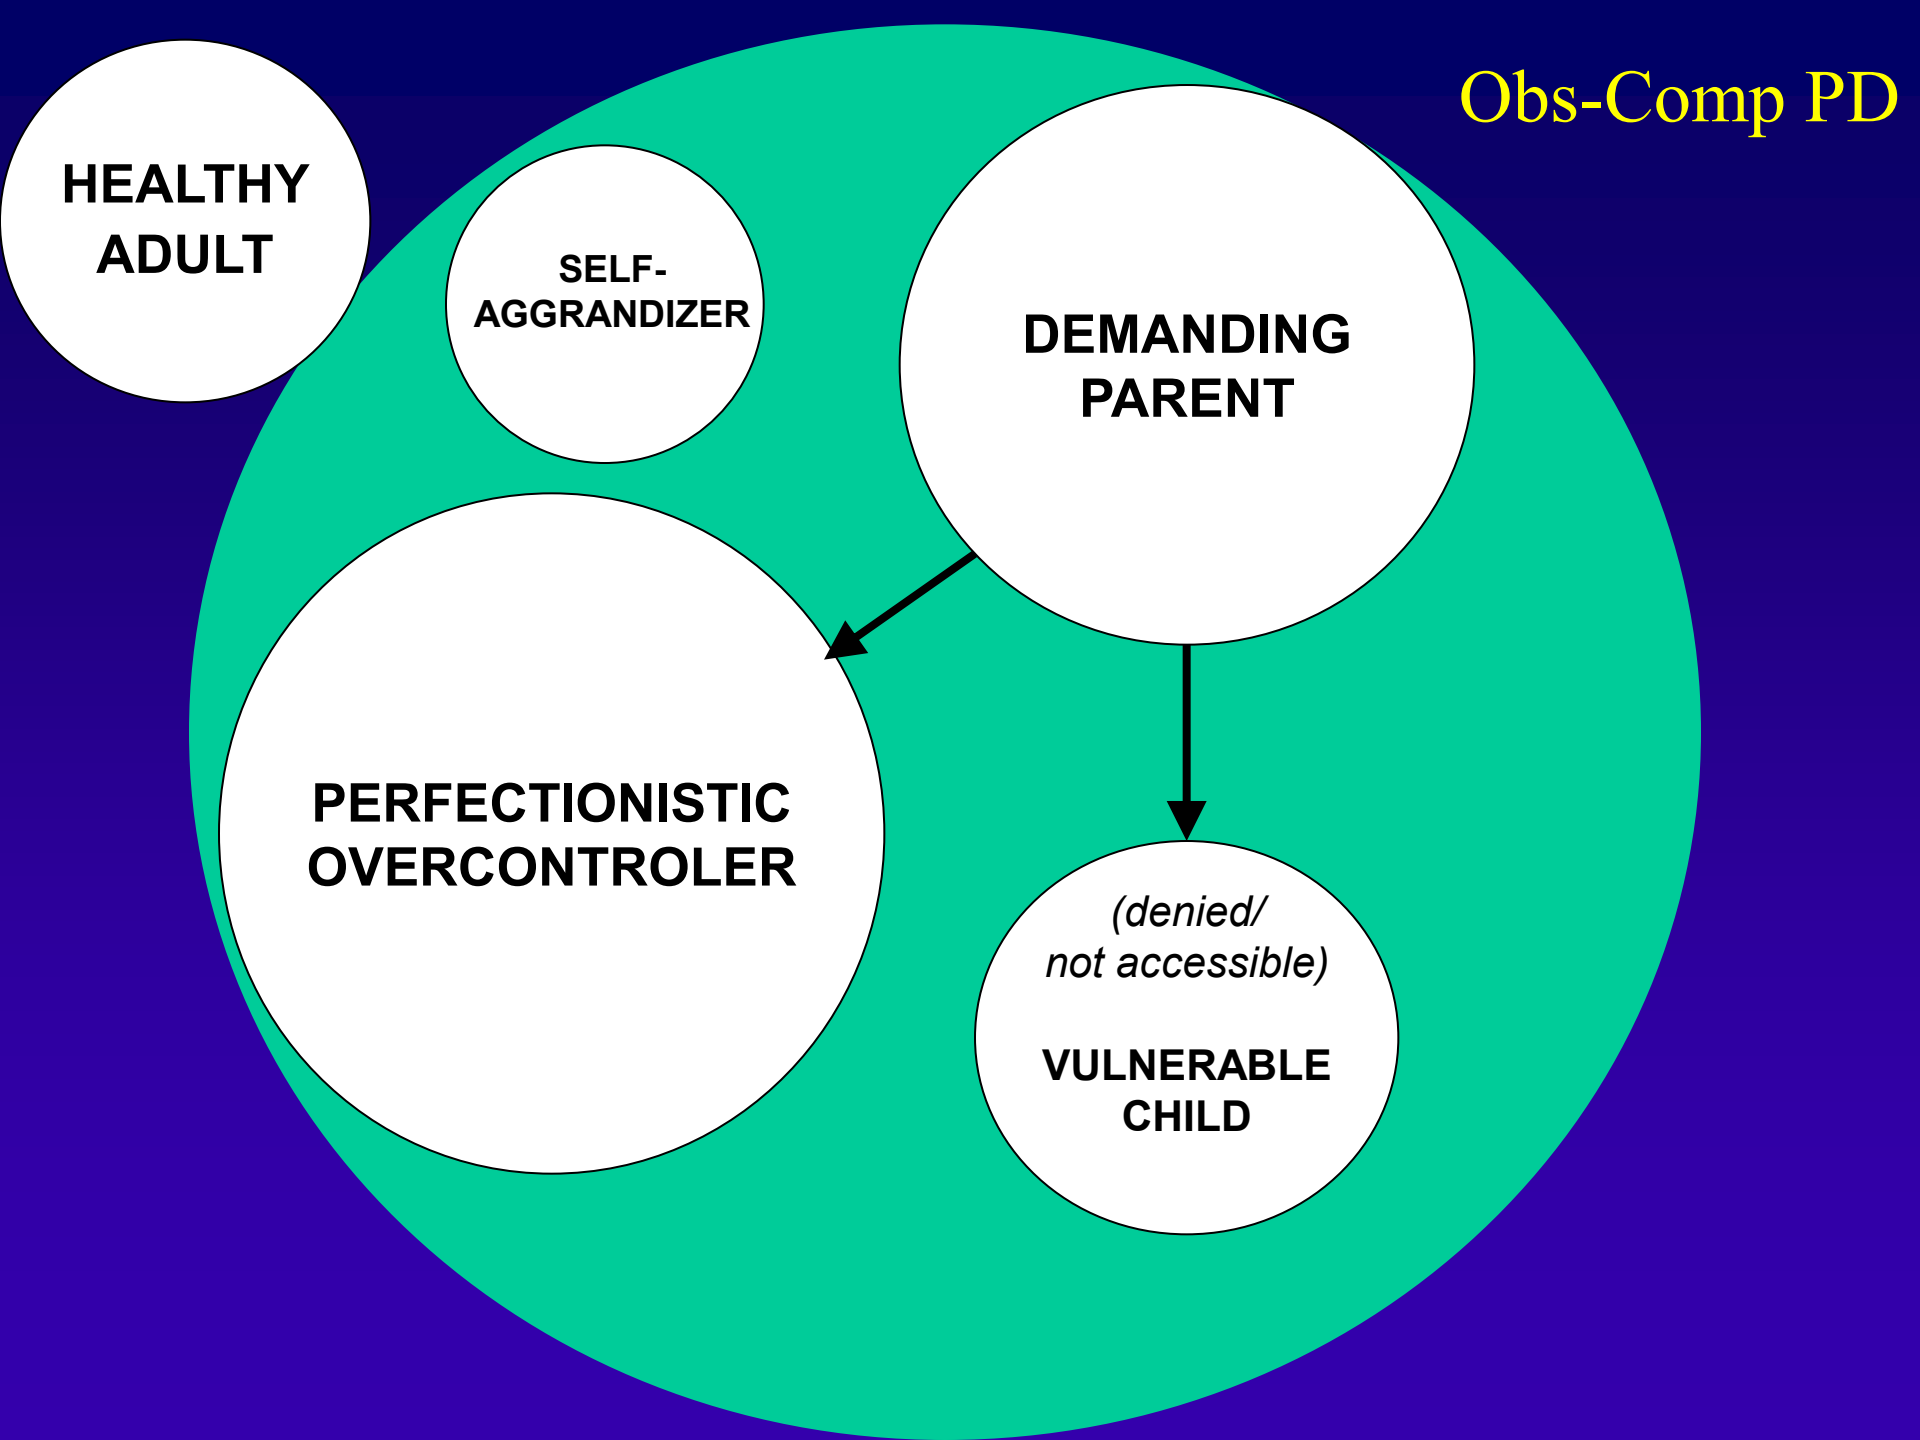 Obs-Comp PD
HEALTHY
ADULT
SELF-
AGGRANDIZER
DEMANDING
PARENT
PERFECTIONISTIC
OVERCONTROLER
(denied/
not accessible)
VULNERABLE
CHILD